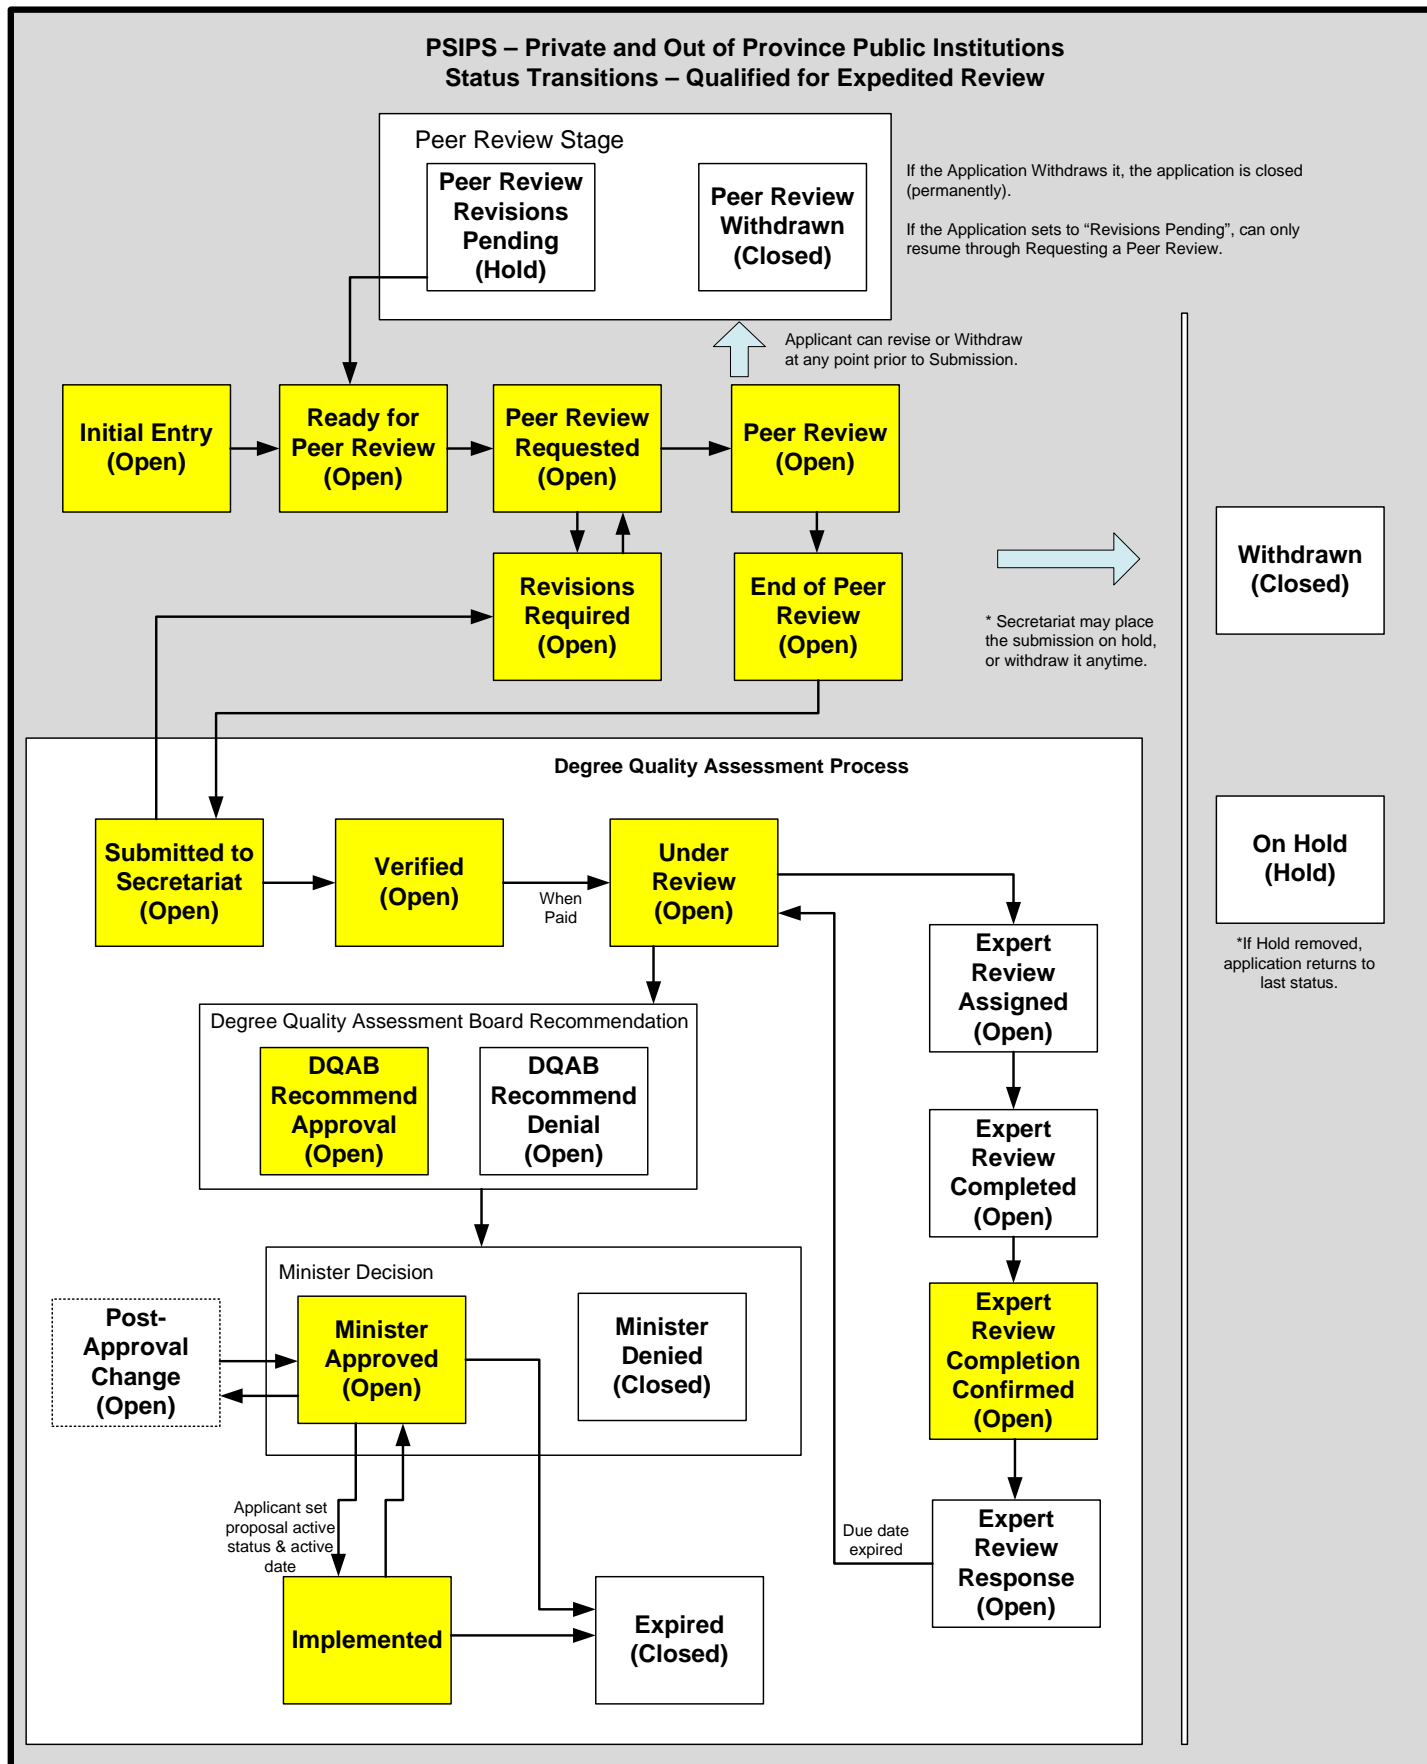 PSIPS – Private and Out of Province Public Institutions
Status Transitions – Qualified for Expedited Review
Peer Review Stage
Peer Review
Revisions
Pending
(Hold)
Peer Review
Withdrawn
(Closed)
If the Application Withdraws it, the application is closed
(permanently).
If the Application sets to “Revisions Pending”, can only
resume through Requesting a Peer Review.
Applicant can revise or Withdraw
at any point prior to Submission.
Initial Entry
(Open)
Ready for
Peer Review
(Open)
Peer Review
Requested
(Open)
Peer Review
(Open)
Revisions
Required
(Open)
End of Peer
Review
(Open)
* Secretariat may place
the submission on hold,
or withdraw it anytime.
Withdrawn
(Closed)
Degree Quality Assessment Process
Submitted to
Secretariat
(Open)
Verified
(Open)
When
Paid
Under
Review
(Open)
On Hold
(Hold)
*If Hold removed,
application returns to
last status.
Expert
Review
Assigned
(Open)
Degree Quality Assessment Board Recommendation
DQAB
Recommend
Approval
(Open)
DQAB
Recommend
Denial
(Open)
Expert
Review
Completed
(Open)
Minister Decision
Post-
Approval
Change
(Open)
Minister
Approved
(Open)
Minister
Denied
(Closed)
Expert
Review
Completion
Confirmed
(Open)
Applicant set
proposal active
status & active
date
Due date
expired
Expert
Review
Response
(Open)
Implemented
Expired
(Closed)